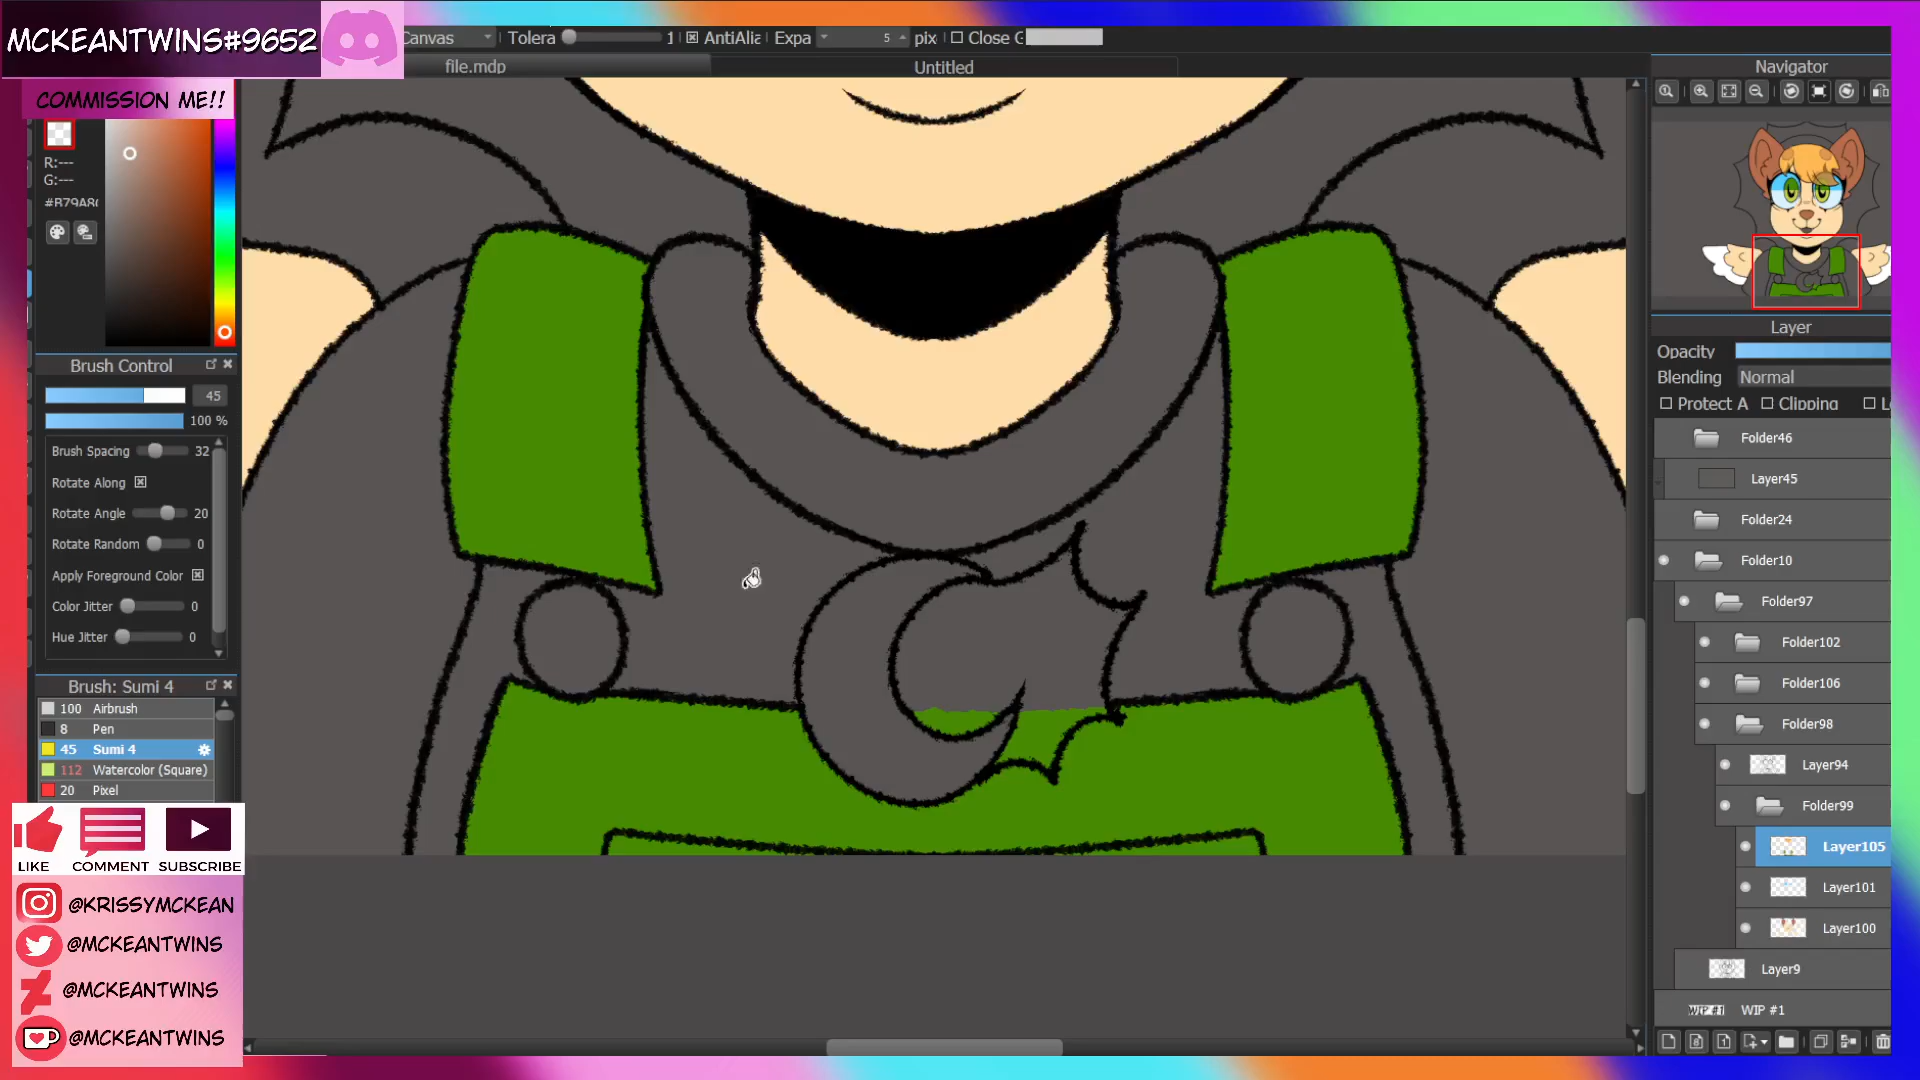 MCKEANTWINS#9652
COMMISSION ME!!
Canvas
Tolera
1
AntiAlia
Expa
5
pix
Close G
file.mdp
Untitled
Navigator
R:---
G:---
Brush Control
45
100 %
Brush Spacing 32
Rotate Along
Rotate Angle 20
Rotate Random 0
Apply Foreground Color
Color Jitter 0
Hue Jitter 0
Brush: Sumi 4
100 Airbrush
8 Pen
45 Sumi 4
112 Watercolor (Square)
20 Pixel
LIKE COMMENT SUBSCRIBE
@KRISSYMCKEAN
@MCKEANTWINS
@MCKEANTWINS
@MCKEANTWINS
Layer
Opacity
Blending Normal
Protect A Clipping
Folder46
Layer45
Folder24
Folder10
Folder97
Folder102
Folder106
Folder98
Layer94
Folder99
Layer105
Layer101
Layer100
Layer9
WIP #1 WIP #1